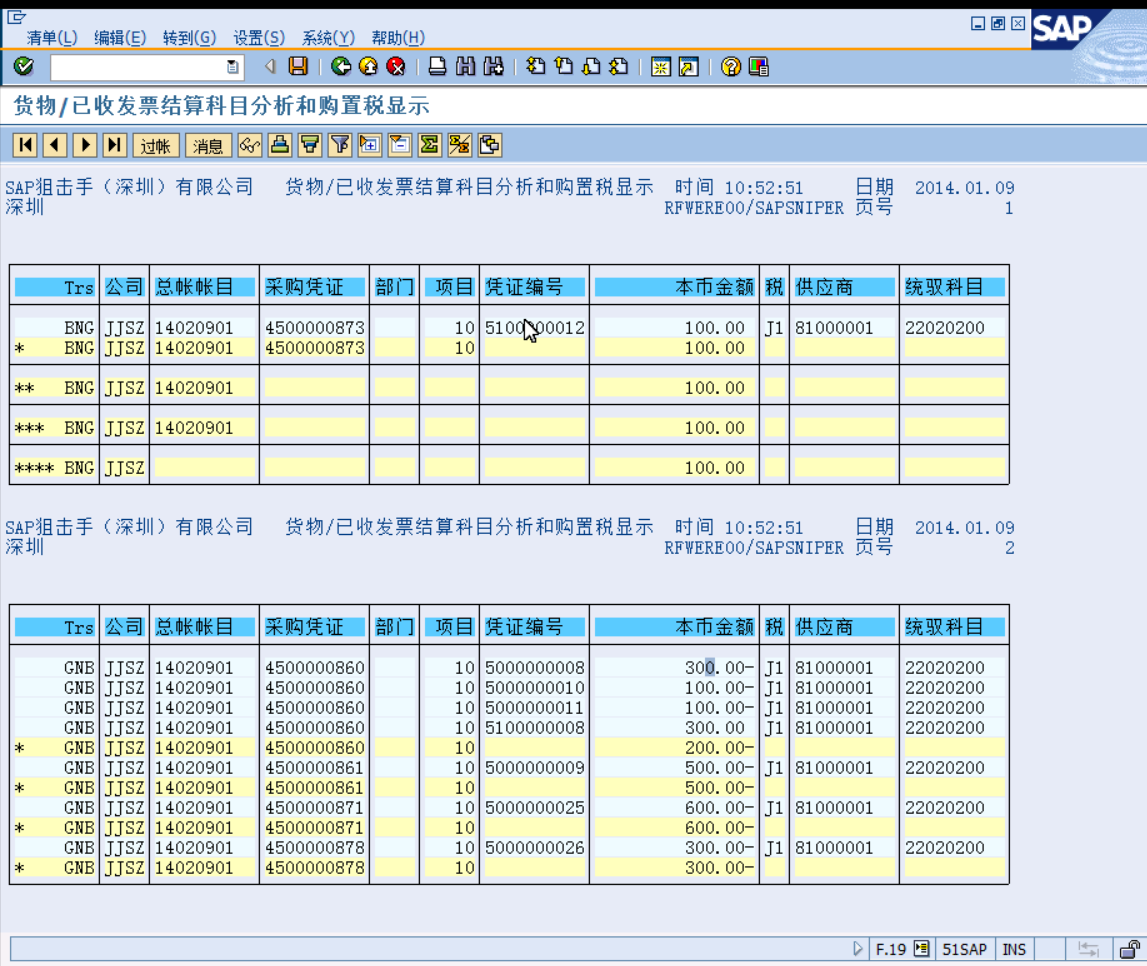 清单(L) 编辑(E) 转到(G) 设置(S) 系统(Y) 帮助(H)
SAP
货物/已收发票结算科目分析和购置税显示
过帐 消息
SAP狙击手（深圳）有限公司 货物/已收发票结算科目分析和购置税显示 时间 10:52:51 日期 2014.01.09
深圳 RFWERE00/SAPSNIPER 页号 1
Trs 公司 总帐帐目 采购凭证 部门 项目 凭证编号 本币金额 税 供应商 统驭科目
BNG JJSZ 14020901 4500000873 10 5100000012 100.00 J1 81000001 22020200
* BNG JJSZ 14020901 4500000873 10 100.00
** BNG JJSZ 14020901 100.00
*** BNG JJSZ 14020901 100.00
**** BNG JJSZ 100.00
SAP狙击手（深圳）有限公司 货物/已收发票结算科目分析和购置税显示 时间 10:52:51 日期 2014.01.09
深圳 RFWERE00/SAPSNIPER 页号 2
Trs 公司 总帐帐目 采购凭证 部门 项目 凭证编号 本币金额 税 供应商 统驭科目
GNB JJSZ 14020901 4500000860 10 5000000008 300.00- J1 81000001 22020200
GNB JJSZ 14020901 4500000860 10 5000000010 100.00- J1 81000001 22020200
GNB JJSZ 14020901 4500000860 10 5000000011 100.00- J1 81000001 22020200
GNB JJSZ 14020901 4500000860 10 5100000008 300.00 J1 81000001 22020200
* GNB JJSZ 14020901 4500000860 10 200.00-
GNB JJSZ 14020901 4500000861 10 5000000009 500.00- J1 81000001 22020200
* GNB JJSZ 14020901 4500000861 10 500.00-
GNB JJSZ 14020901 4500000871 10 5000000025 600.00- J1 81000001 22020200
* GNB JJSZ 14020901 4500000871 10 600.00-
GNB JJSZ 14020901 4500000878 10 5000000026 300.00- J1 81000001 22020200
* GNB JJSZ 14020901 4500000878 10 300.00-
F.19 51SAP INS